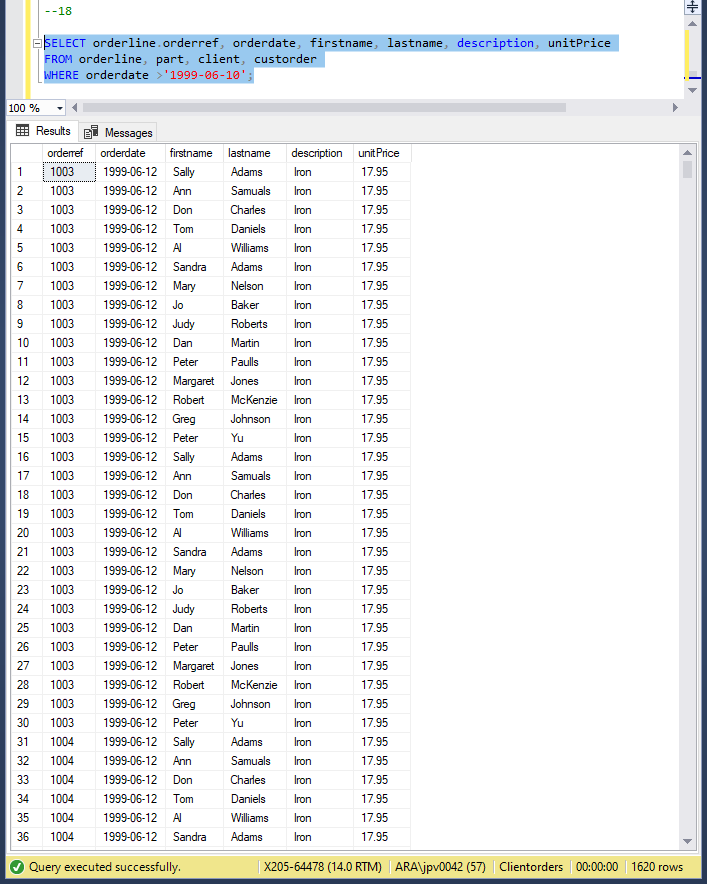 --18
SELECT orderline.orderref, orderdate, firstname, lastname, description, unitPrice
FROM orderline, part, client, custorder
WHERE orderdate >'1999-06-10';
100 %
Results Messages
orderref orderdate firstname lastname description unitPrice
1 1003 1999-06-12 Sally Adams Iron 17.95
2 1003 1999-06-12 Ann Samuals Iron 17.95
3 1003 1999-06-12 Don Charles Iron 17.95
4 1003 1999-06-12 Tom Daniels Iron 17.95
5 1003 1999-06-12 Al Williams Iron 17.95
6 1003 1999-06-12 Sandra Adams Iron 17.95
7 1003 1999-06-12 Mary Nelson Iron 17.95
8 1003 1999-06-12 Jo Baker Iron 17.95
9 1003 1999-06-12 Judy Roberts Iron 17.95
10 1003 1999-06-12 Dan Martin Iron 17.95
11 1003 1999-06-12 Peter Paulls Iron 17.95
12 1003 1999-06-12 Margaret Jones Iron 17.95
13 1003 1999-06-12 Robert McKenzie Iron 17.95
14 1003 1999-06-12 Greg Johnson Iron 17.95
15 1003 1999-06-12 Peter Yu Iron 17.95
16 1003 1999-06-12 Sally Adams Iron 17.95
17 1003 1999-06-12 Ann Samuals Iron 17.95
18 1003 1999-06-12 Don Charles Iron 17.95
19 1003 1999-06-12 Tom Daniels Iron 17.95
20 1003 1999-06-12 Al Williams Iron 17.95
21 1003 1999-06-12 Sandra Adams Iron 17.95
22 1003 1999-06-12 Mary Nelson Iron 17.95
23 1003 1999-06-12 Jo Baker Iron 17.95
24 1003 1999-06-12 Judy Roberts Iron 17.95
25 1003 1999-06-12 Dan Martin Iron 17.95
26 1003 1999-06-12 Peter Paulls Iron 17.95
27 1003 1999-06-12 Margaret Jones Iron 17.95
28 1003 1999-06-12 Robert McKenzie Iron 17.95
29 1003 1999-06-12 Greg Johnson Iron 17.95
30 1003 1999-06-12 Peter Yu Iron 17.95
31 1004 1999-06-12 Sally Adams Iron 17.95
32 1004 1999-06-12 Ann Samuals Iron 17.95
33 1004 1999-06-12 Don Charles Iron 17.95
34 1004 1999-06-12 Tom Daniels Iron 17.95
35 1004 1999-06-12 Al Williams Iron 17.95
36 1004 1999-06-12 Sandra Adams Iron 17.95
Query executed successfully. X205-64478 (14.0 RTM) ARA\jpv0042 (57) Clientorders 00:00:00 1620 rows